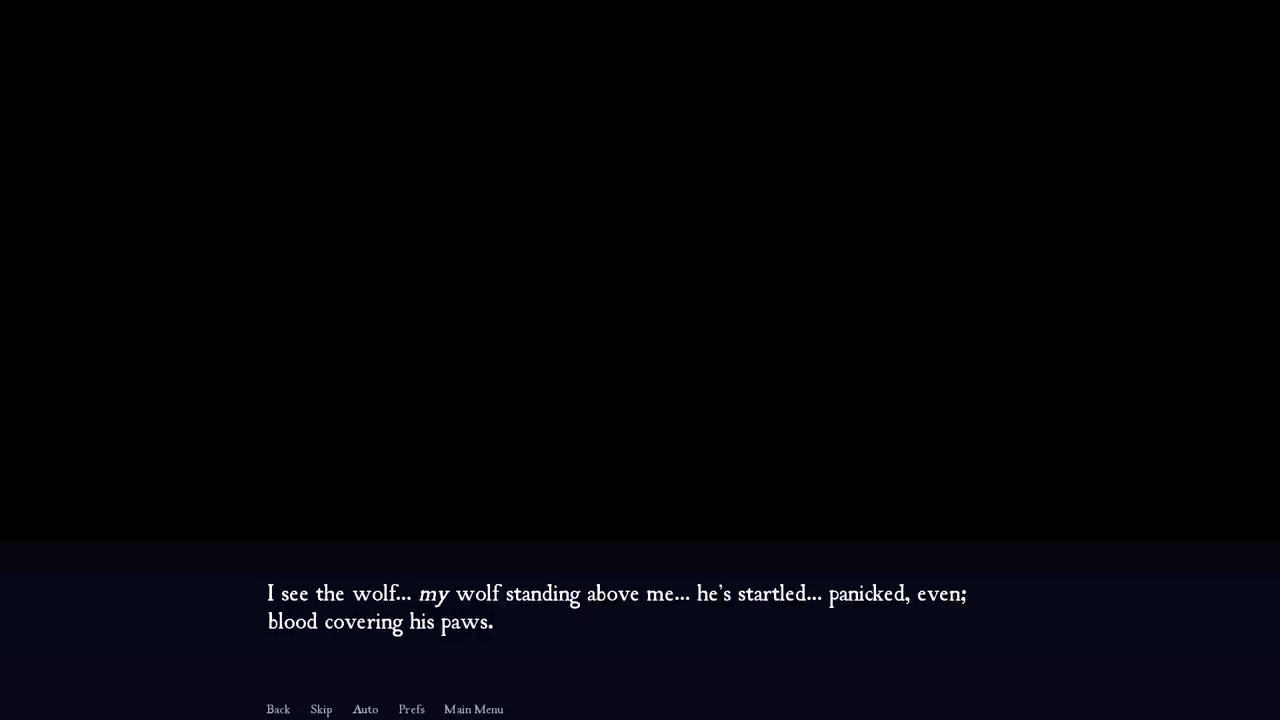 I see the wolf... my wolf standing above me... he's startled... panicked, even;
blood covering his paws.
Back Skip Auto Prefs Main Menu